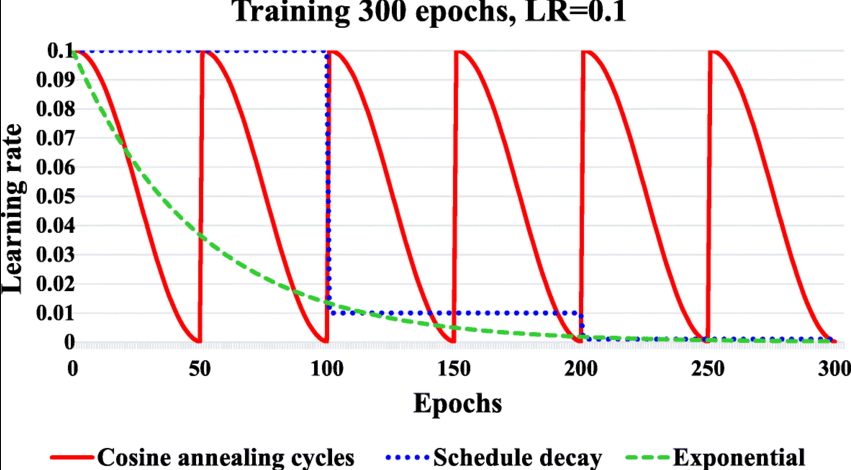 Training 300 epochs, LR=0.1
Learning rate
0.1
0.09
0.08
0.07
0.06
0.05
0.04
0.03
0.02
0.01
0
0 50 100 150 200 250 300
Epochs
Cosine annealing cycles Schedule decay Exponential